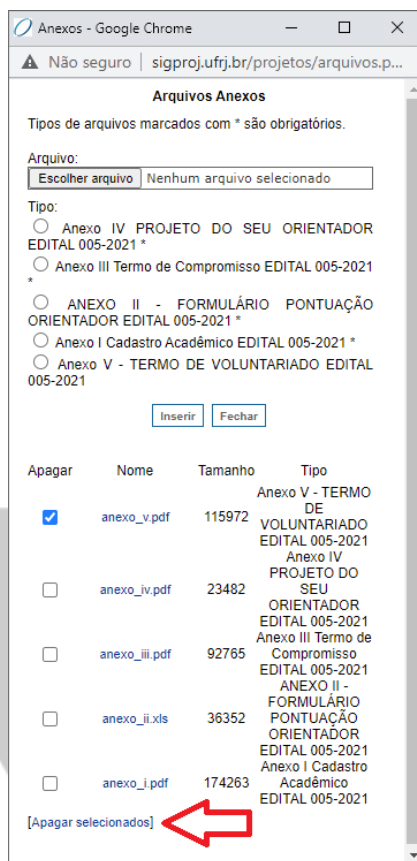 Anexos - Google Chrome
Não seguro | sigproj.ufrj.br/projetos/arquivos.p...
Arquivos Anexos
Tipos de arquivos marcados com * são obrigatórios.
Arquivo:
Escolher arquivo Nenhum arquivo selecionado
Tipo:
Anexo IV PROJETO DO SEU ORIENTADOR
EDITAL 005-2021 *
Anexo III Termo de Compromisso EDITAL 005-2021
*
ANEXO II - FORMULÁRIO PONTUAÇÃO
ORIENTADOR EDITAL 005-2021 *
Anexo I Cadastro Acadêmico EDITAL 005-2021 *
Anexo V - TERMO DE VOLUNTARIADO EDITAL
005-2021
Inserir Fechar
Apagar Nome Tamanho Tipo
Anexo V - TERMO
DE
anexo_v.pdf 115972 VOLUNTARIADO
EDITAL 005-2021
Anexo IV
PROJETO DO
anexo_iv.pdf 23482 SEU
ORIENTADOR
EDITAL 005-2021
Anexo III Termo de
anexo_iii.pdf 92765 Compromisso
EDITAL 005-2021
ANEXO II -
FORMULÁRIO
anexo_ii.xls 36352 PONTUAÇÃO
ORIENTADOR
EDITAL 005-2021
Anexo I Cadastro
anexo_i.pdf 174263 Acadêmico
EDITAL 005-2021
[Apagar selecionados]